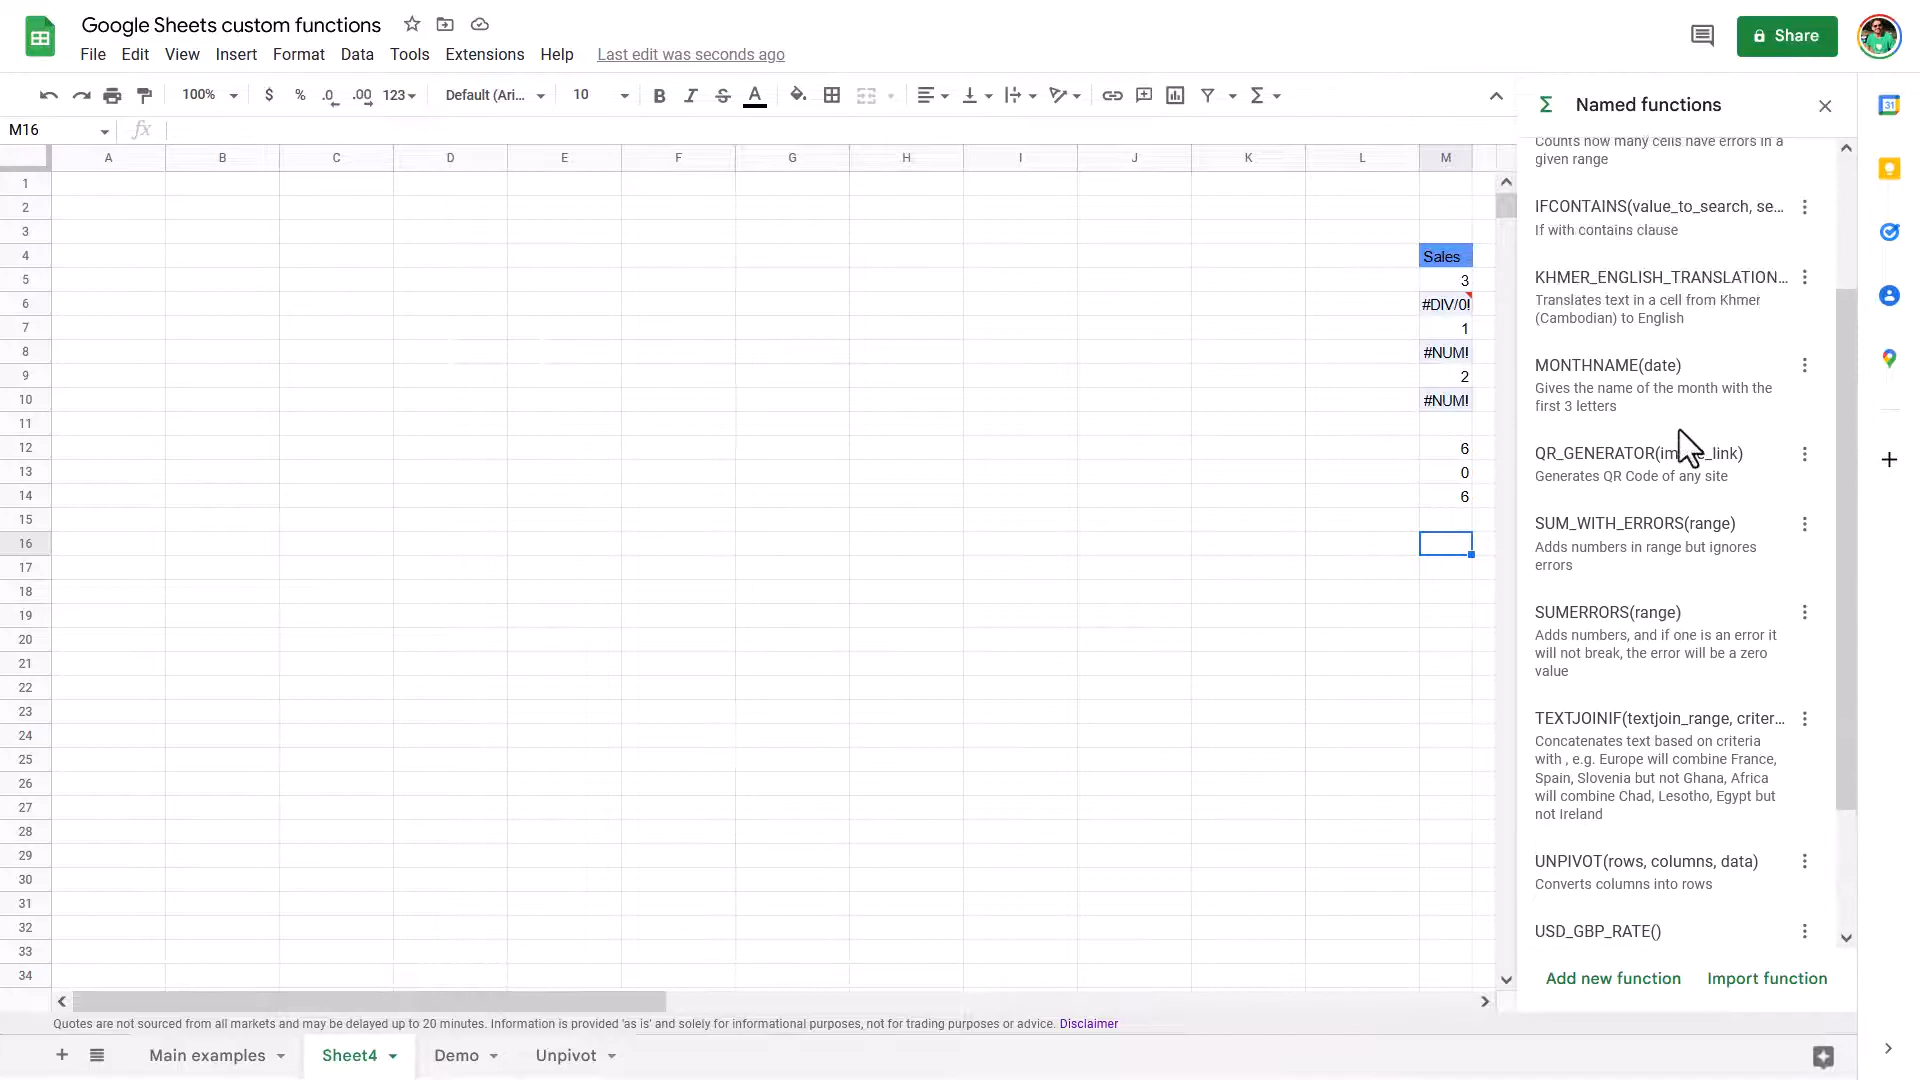 Google Sheets custom functions
File Edit View Insert Format Data Tools Extensions Help Last edit was seconds ago
Share
100% $ % .0 .00 123 Default (Ari... 10 B I S A Σ
M16 fx
A B C D E F G H I J K L M
1
2
3
4 Sales
5 3
6 #DIV/0!
7 1
8 #NUM!
9 2
10 #NUM!
11
12 6
13 0
14 6
15
16
17
18
19
20
21
22
23
24
25
26
27
28
29
30
31
32
33
34
Σ Named functions
Counts how many cells have errors in a
given range
IFCONTAINS(value_to_search, se...
If with contains clause
KHMER_ENGLISH_TRANSLATION...
Translates text in a cell from Khmer
(Cambodian) to English
MONTHNAME(date)
Gives the name of the month with the
first 3 letters
QR_GENERATOR(im e_link)
Generates QR Code of any site
SUM_WITH_ERRORS(range)
Adds numbers in range but ignores
errors
SUMERRORS(range)
Adds numbers, and if one is an error it
will not break, the error will be a zero
value
TEXTJOINIF(textjoin_range, criter...
Concatenates text based on criteria
with , e.g. Europe will combine France,
Spain, Slovenia but not Ghana, Africa
will combine Chad, Lesotho, Egypt but
not Ireland
UNPIVOT(rows, columns, data)
Converts columns into rows
USD_GBP_RATE()
Add new function Import function
31
Quotes are not sourced from all markets and may be delayed up to 20 minutes. Information is provided 'as is' and solely for informational purposes, not for trading purposes or advice. Disclaimer
Main examples Sheet4 Demo Unpivot